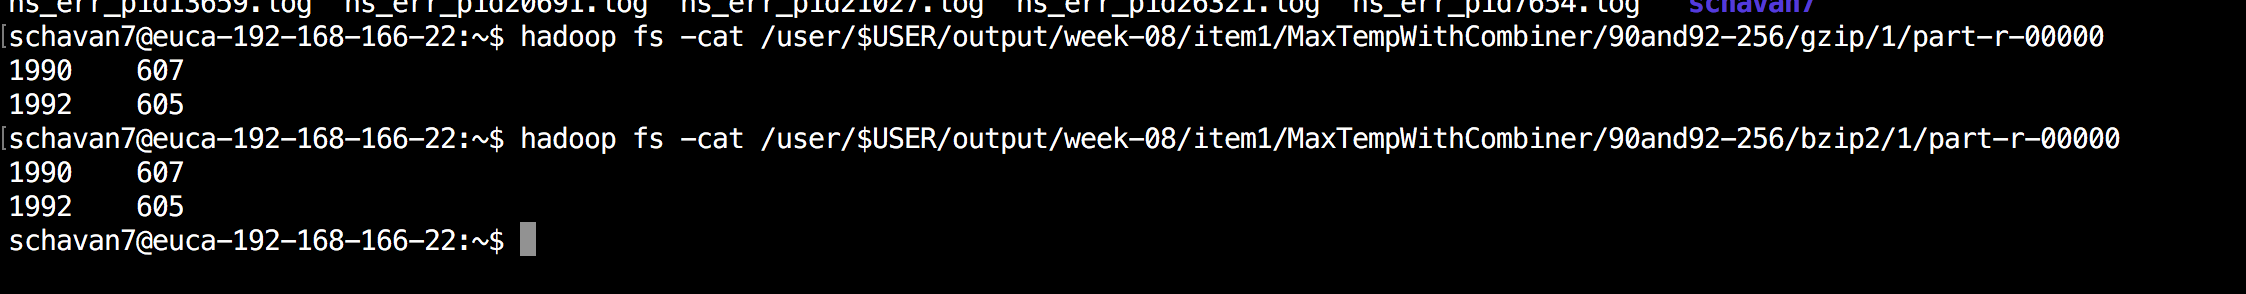 hs_err_pid13659.log hs_err_pid20691.log hs_err_pid21027.log hs_err_pid26321.log hs_err_pid7654.log schavan7
[schavan7@euca-192-168-166-22:~$ hadoop fs -cat /user/$USER/output/week-08/item1/MaxTempWithCombiner/90and92-256/gzip/1/part-r-00000
1990 607
1992 605
[schavan7@euca-192-168-166-22:~$ hadoop fs -cat /user/$USER/output/week-08/item1/MaxTempWithCombiner/90and92-256/bzip2/1/part-r-00000
1990 607
1992 605
schavan7@euca-192-168-166-22:~$